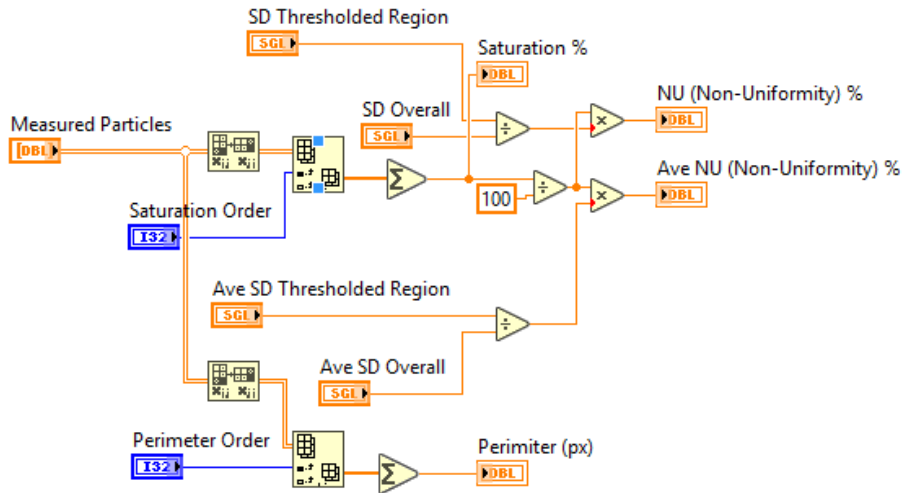 SD Thresholded Region
SGL
Saturation %
DBL
NU (Non-Uniformity) %
DBL
SD Overall
SGL
Measured Particles
[DBL]
Ave NU (Non-Uniformity) %
DBL
100
Saturation Order
I32
Ave SD Thresholded Region
SGL
Ave SD Overall
SGL
Perimeter Order
I32
Perimiter (px)
DBL